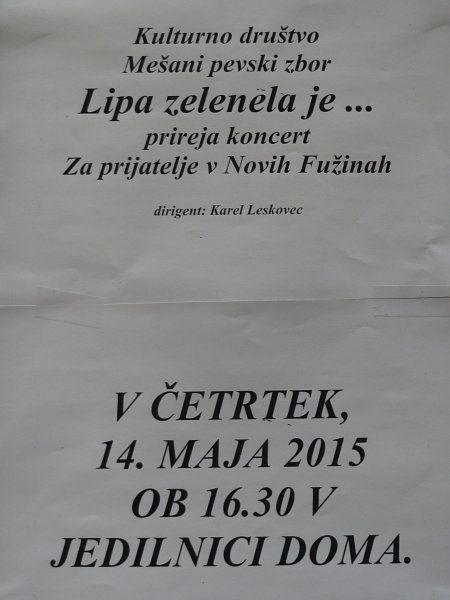 Kulturno društvo
Mešani pevski zbor
Lipa zelenela je ...
prireja koncert
Za prijatelje v Novih Fužinah
dirigent: Karel Leskovec
V ČETRTEK,
14. MAJA 2015
OB 16.30 V
JEDILNICI DOMA.